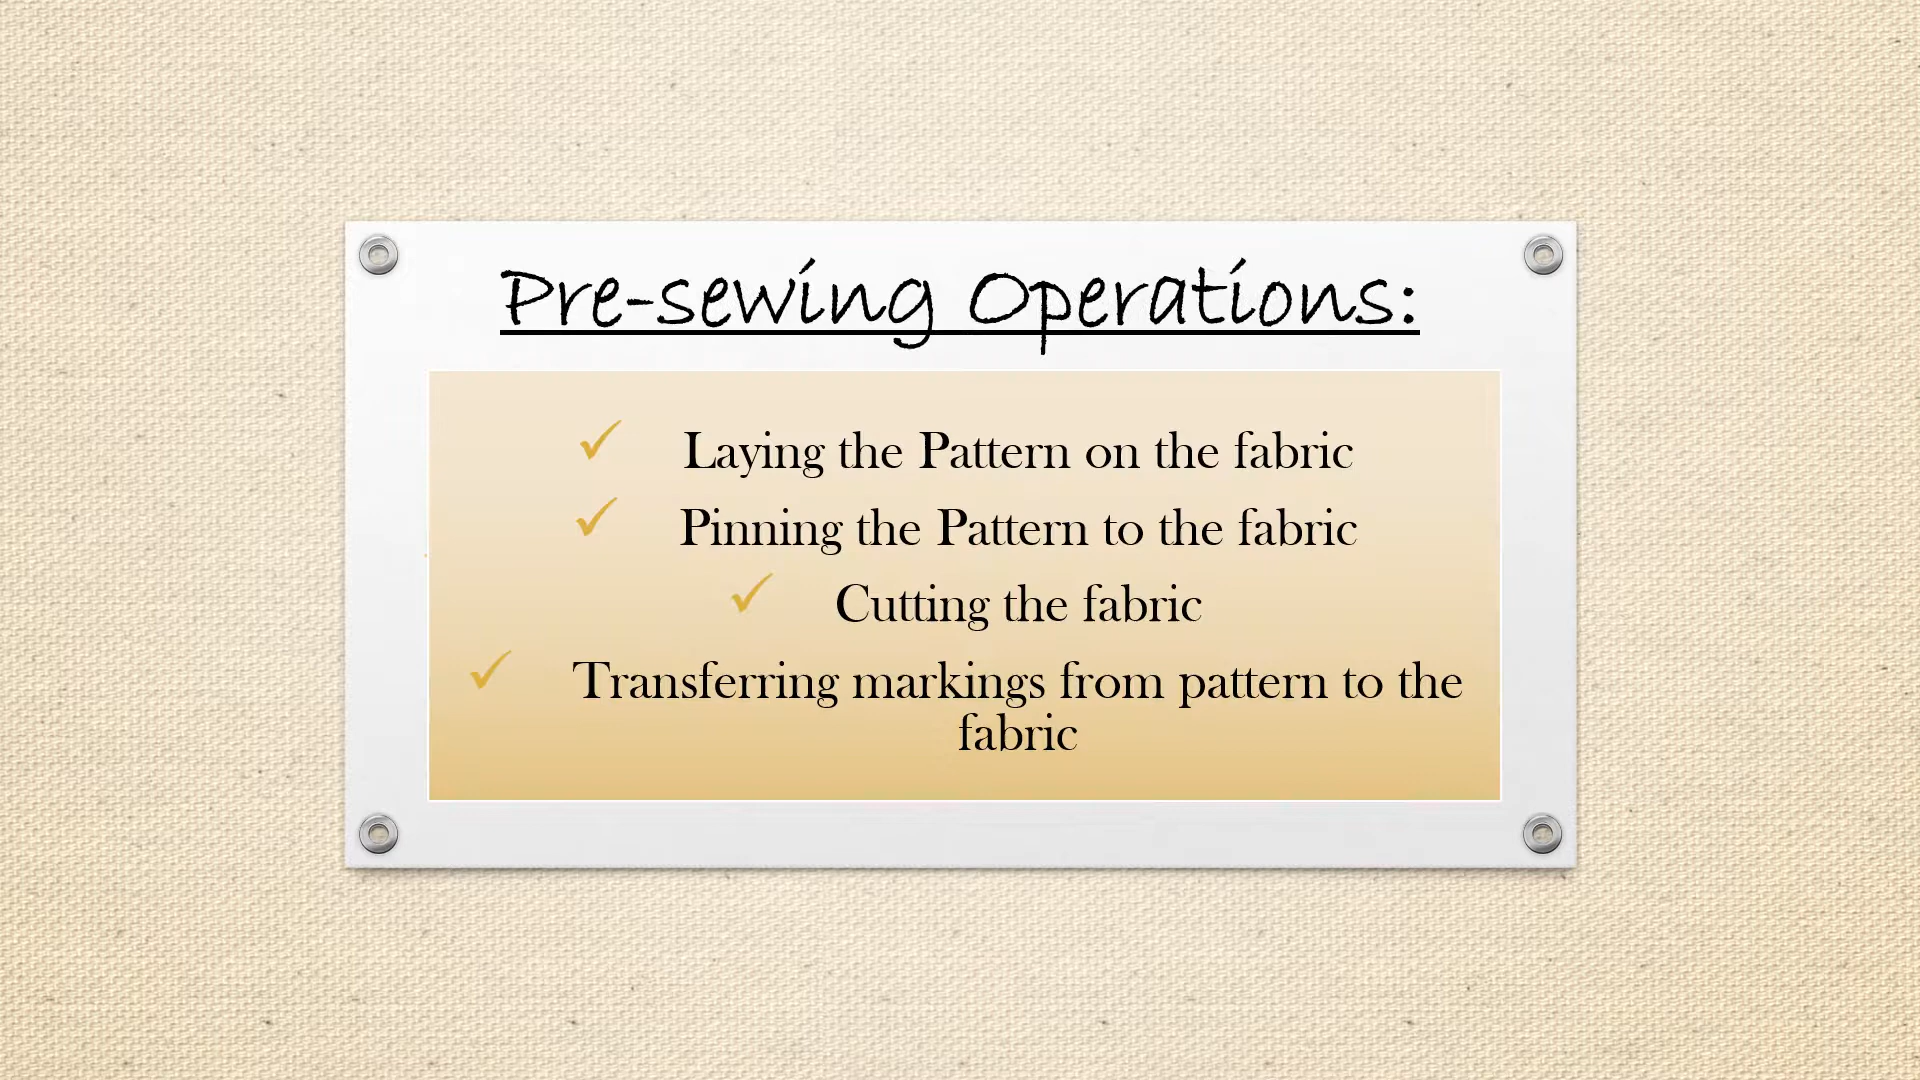 Pre-sewing Operations:
✓ Laying the Pattern on the fabric
✓ Pinning the Pattern to the fabric
✓ Cutting the fabric
✓ Transferring markings from pattern to the
fabric